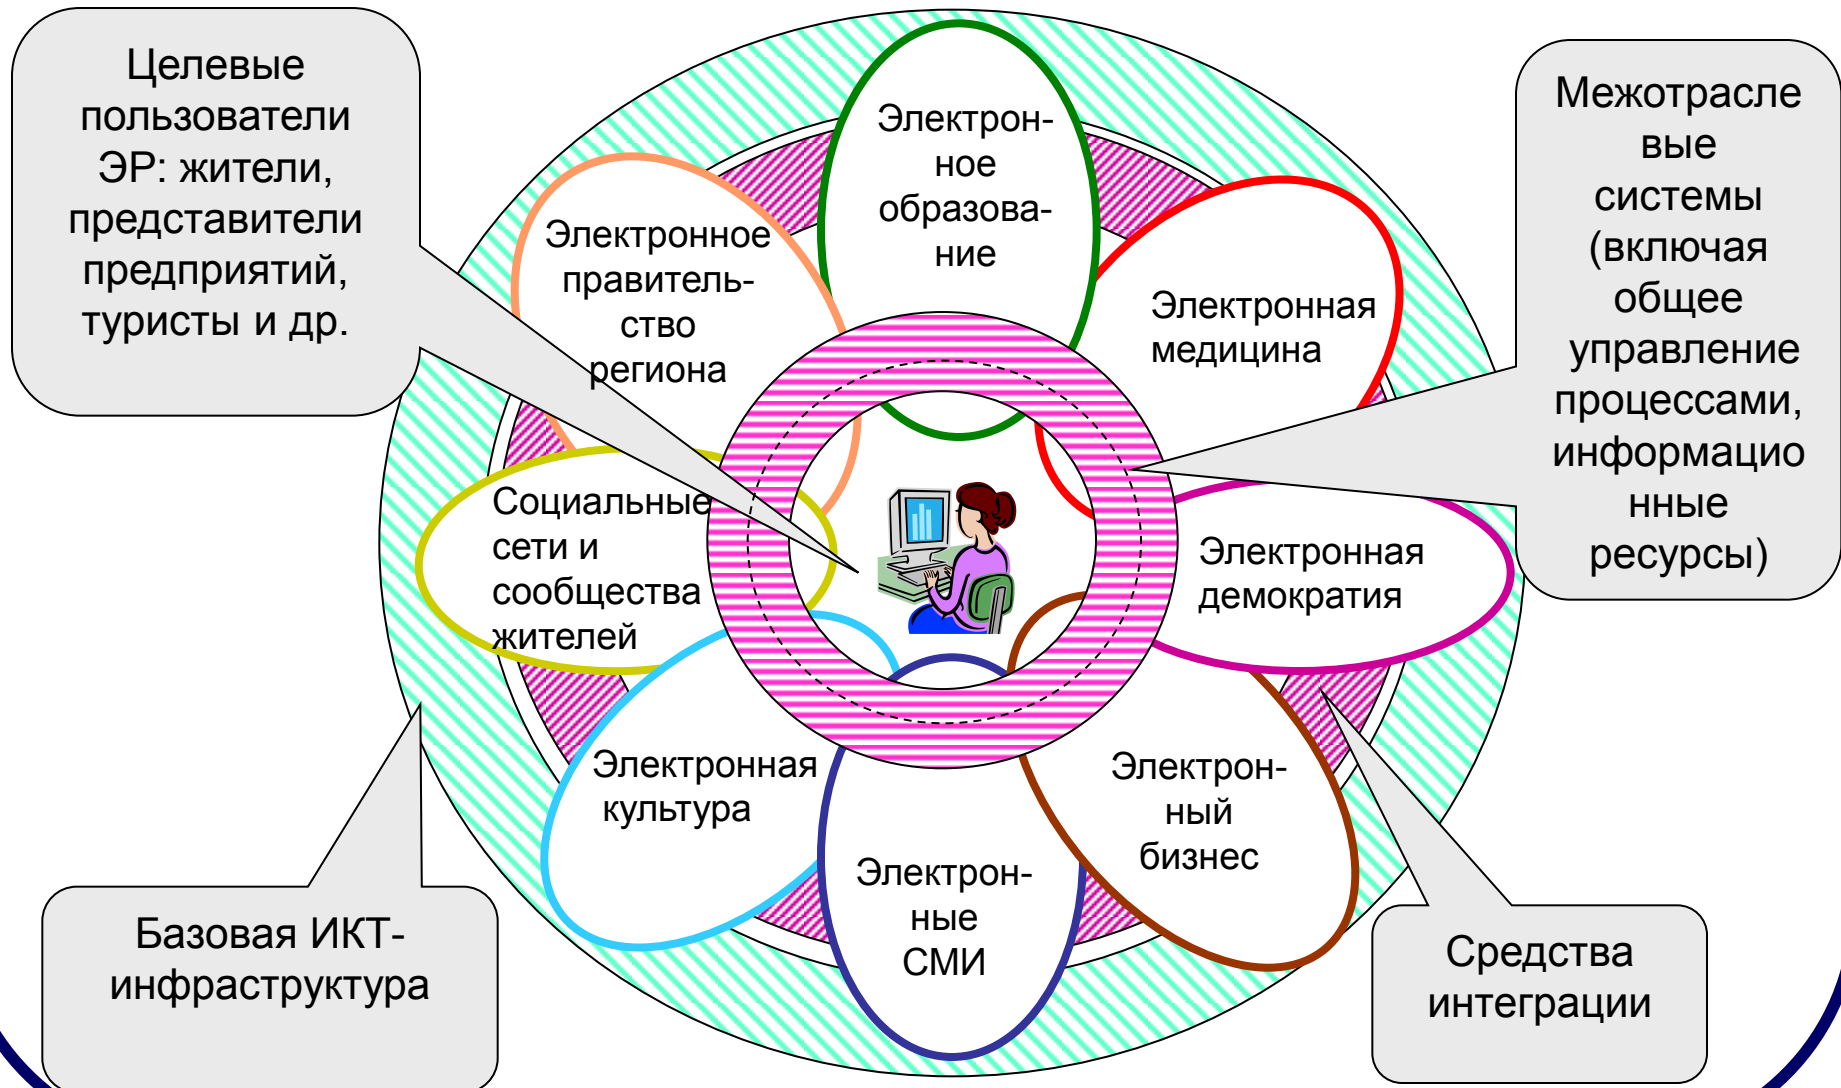 Целевые
пользователи
ЭР: жители,
представители
предприятий,
туристы и др.
Электрон-
ное
образова-
ние
Межотрасле
вые
системы
(включая
общее
управление
процессами,
информацио
нные
ресурсы)
Электронное
правитель-
ство
региона
Электронная
медицина
Социальные
сети и
сообщества
жителей
Электронная
демократия
Электронная
культура
Электрон-
ный
бизнес
Электрон-
ные
СМИ
Базовая ИКТ-
инфраструктура
Средства
интеграции